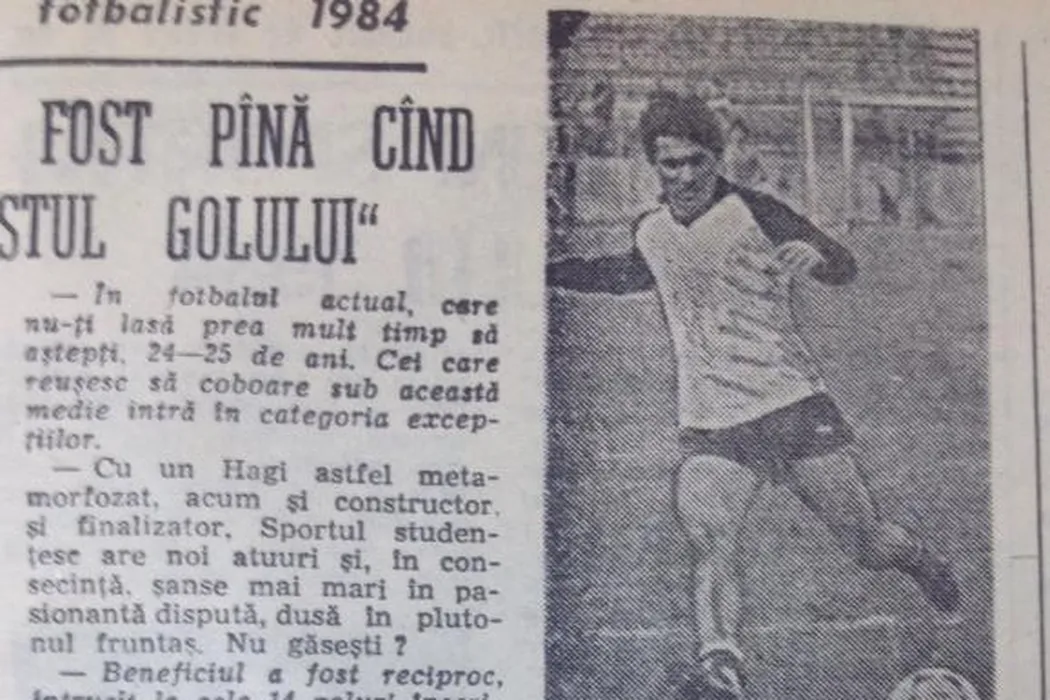 fotbalistic 1984
FOST PÎNĂ CÎND
STUL GOLULUI“
— În fotbalul actual, care
nu-ți lasă prea mult timp să
aștepți, 24—25 de ani. Cei care
reușesc să coboare sub această
medie intră în categoria excep-
țiilor.
— Cu un Hagi astfel meta-
morfozat, acum și constructor,
și finalizator, Sportul studen-
țesc are noi atuuri și, în con-
secință, șanse mai mari în pa-
sionantă dispută, dusă în pluto-
nul fruntaș. Nu găsești ?
— Beneficiul a fost reciproc,